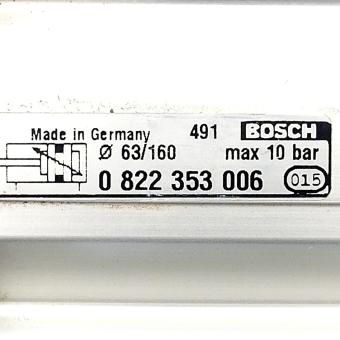 Made in Germany 491 BOSCH
Ø 63/160 max 10 bar
0 822 353 006 015